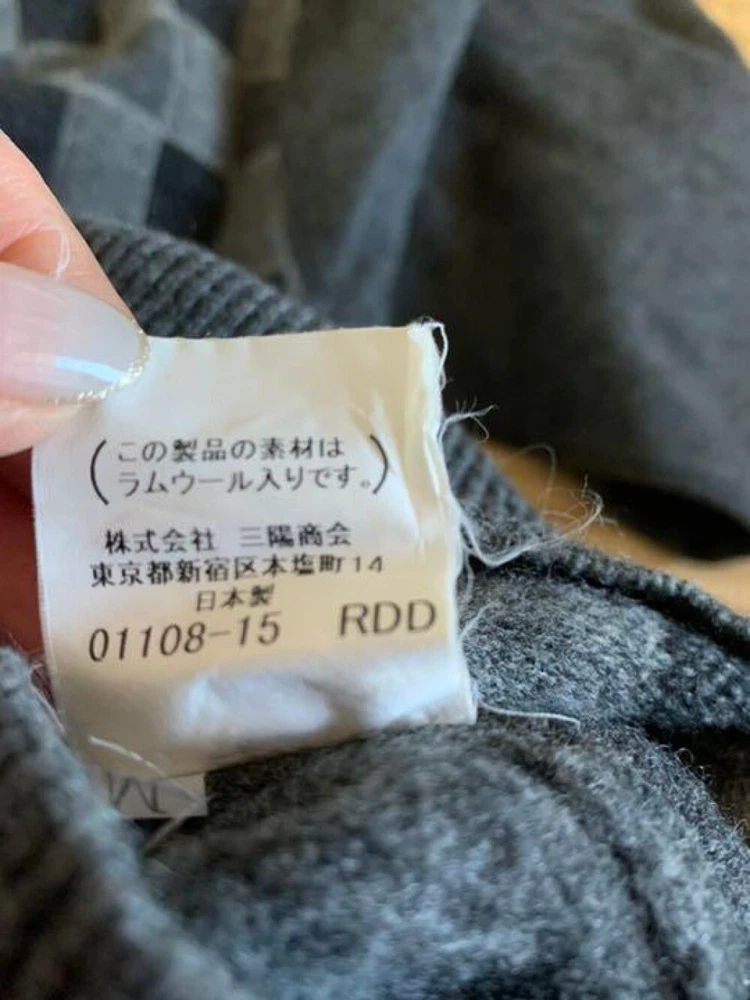 (この製品の素材は
ラムウール入りです。)
株式会社 三陽商会
東京都新宿区本塩町14
日本製
01108-15 RDD
M